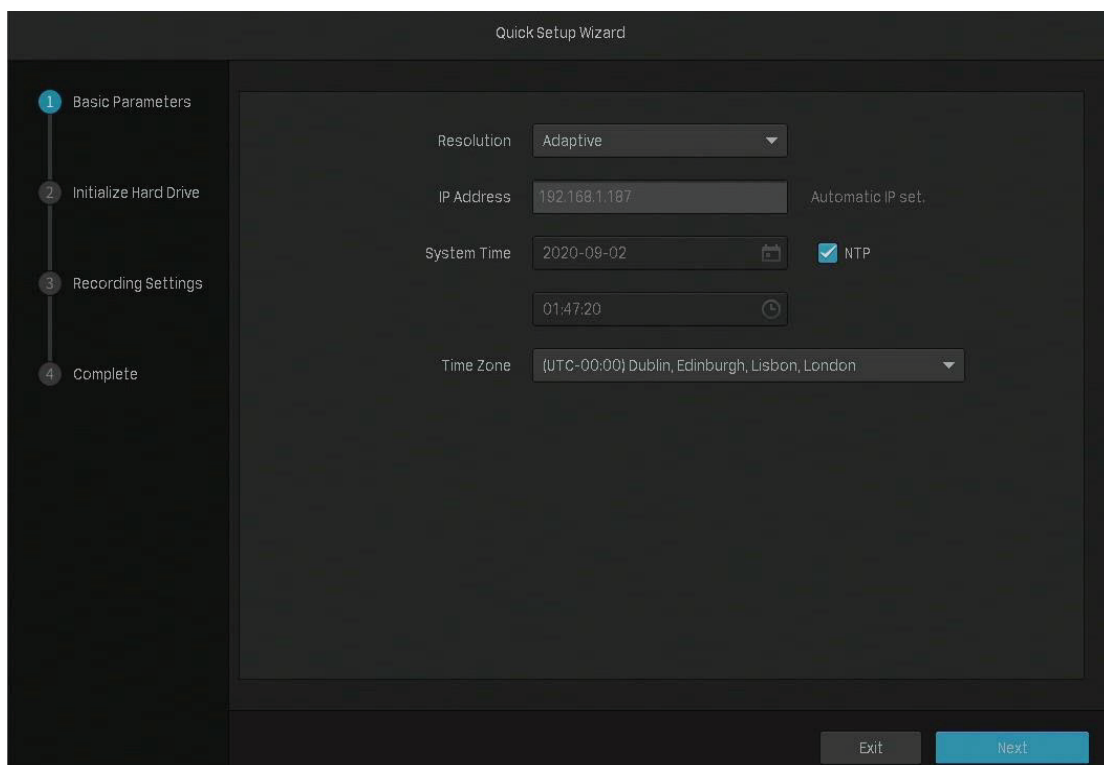 Quick Setup Wizard
1 Basic Parameters
2 Initialize Hard Drive
3 Recording Settings
4 Complete
Resolution Adaptive
IP Address 192.168.1.187 Automatic IP set.
System Time 2020-09-02 NTP
01:47:20
Time Zone (UTC-00:00) Dublin, Edinburgh, Lisbon, London
Exit Next